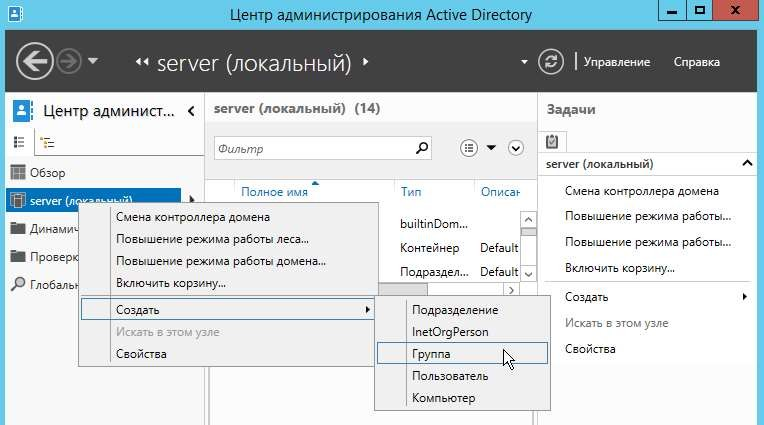 Центр администрирования Active Directory
server (локальный)
Управление
Справка
Центр админист...
server (локальный) (14)
Задачи
Фильтр
Обзор
server (локальный)
Полное имя
Тип
Описан
server (локальный)
Смена контроллера домена
Повышение режима работы леса...
Повышение режима работы домена...
Включить корзину...
Создать
Искать в этом узле
Свойства
Динамич
Проверк
Глобальн
builtinDom...
Контейнер
Default
Подраздел...
Default
Подразделение
InetOrgPerson
Группа
Пользователь
Компьютер
Смена контроллера домена
Повышение режима работы...
Повышение режима работы...
Включить корзину...
Создать
Искать в этом узле
Свойства